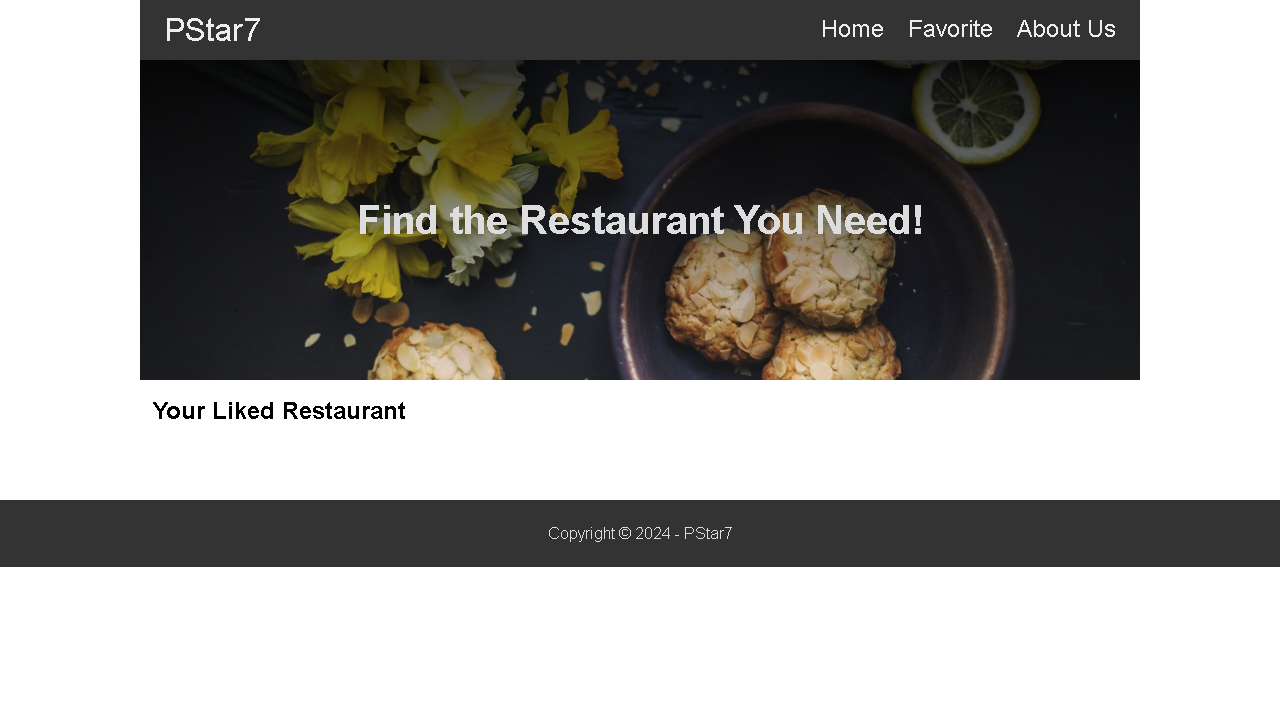 PStar7
Home Favorite About Us
Find the Restaurant You Need!
Your Liked Restaurant
Copyright © 2024 - PStar7